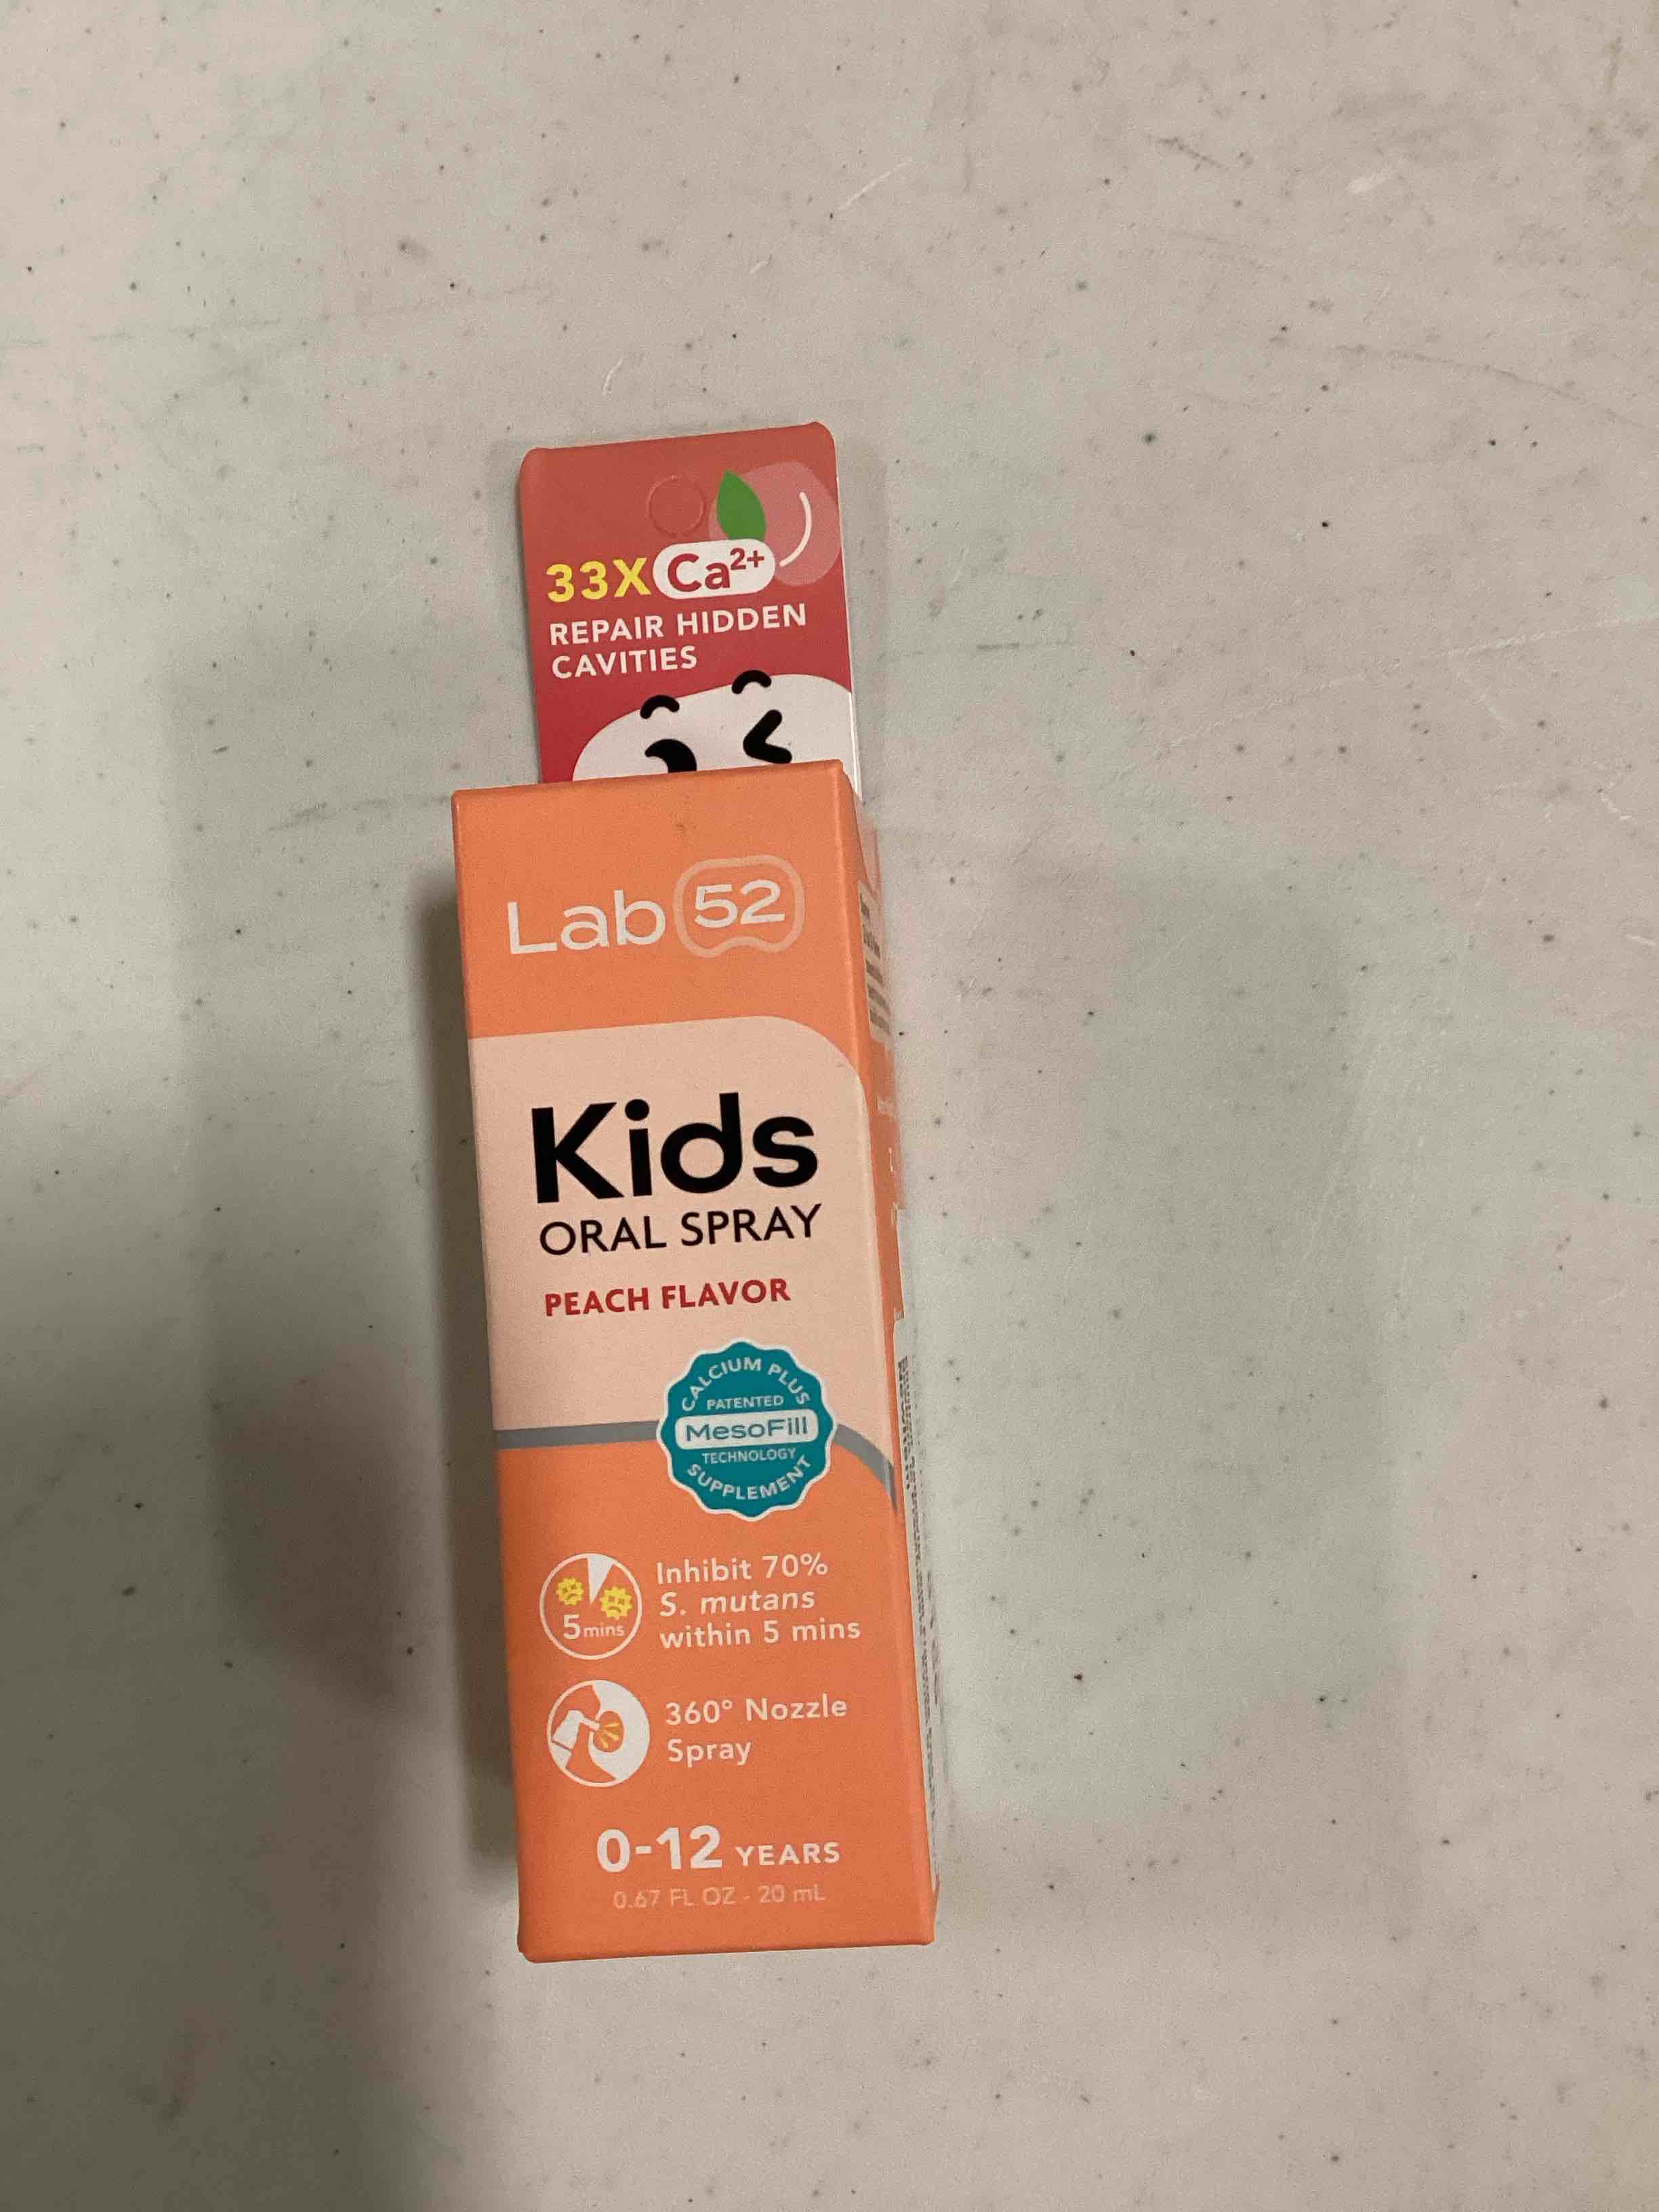 33X Ca²⁺
REPAIR HIDDEN
CAVITIES
Lab 52
Kids
ORAL SPRAY
PEACH FLAVOR
CALCIUM PLUS
PATENTED
MesoFill
TECHNOLOGY
SUPPLEMENT
5mins
Inhibit 70%
S. mutans
within 5 mins
360° Nozzle
Spray
0-12 YEARS
0.67 FL OZ - 20 mL